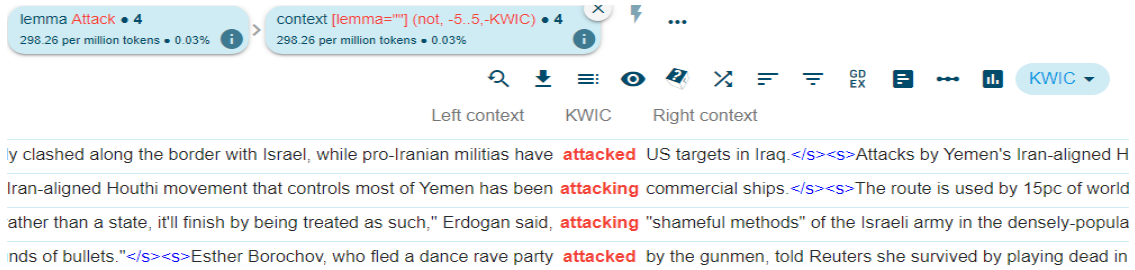 lemma Attack ● 4
298.26 per million tokens ● 0.03%
context [lemma=""] (not, -5..5,-KWIC) ● 4
298.26 per million tokens ● 0.03%
GD
EX
KWIC
Left context KWIC Right context
ly clashed along the border with Israel, while pro-Iranian militias have attacked US targets in Iraq.</s><s>Attacks by Yemen's Iran-aligned H
Iran-aligned Houthi movement that controls most of Yemen has been attacking commercial ships.</s><s>The route is used by 15pc of world
ather than a state, it'll finish by being treated as such," Erdogan said, attacking "shameful methods" of the Israeli army in the densely-popula
nds of bullets."</s><s>Esther Borochov, who fled a dance rave party attacked by the gunmen, told Reuters she survived by playing dead in